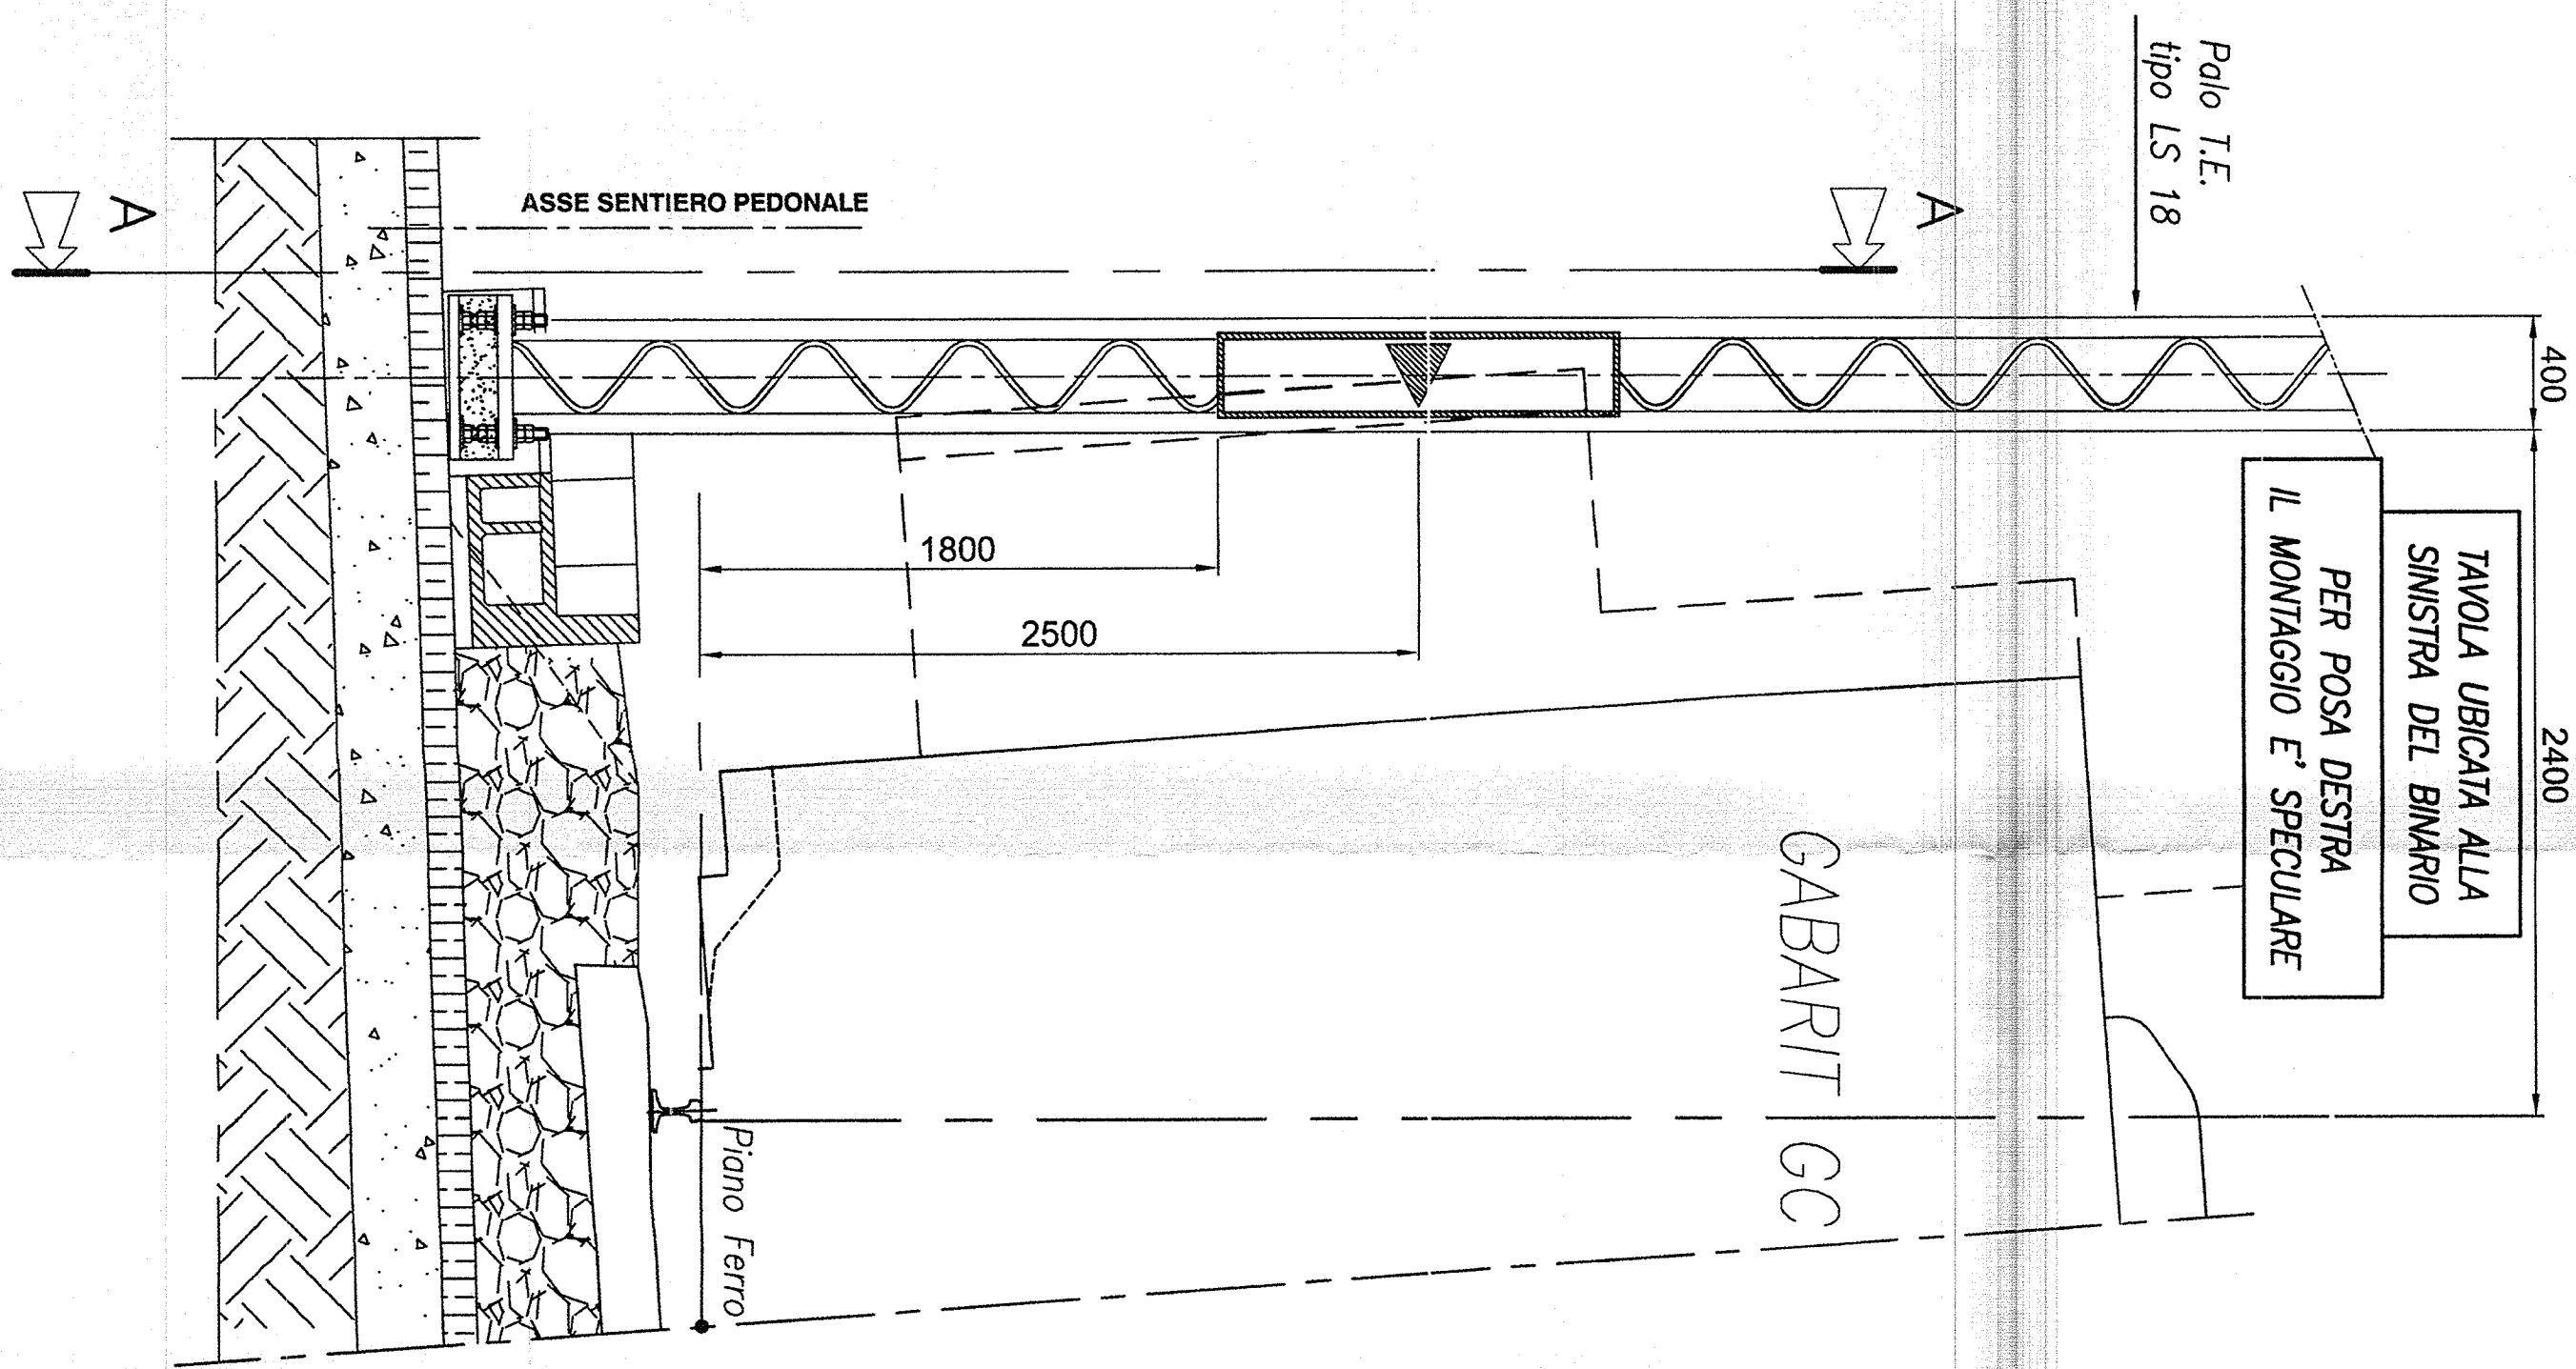 Palo T.E.
tipo LS 18
A
A
ASSE SENTIERO PEDONALE
400
2400
TAVOLA UBICATA ALLA
SINISTRA DEL BINARIO
PER POSA DESTRA
IL MONTAGGIO E' SPECULARE
1800
2500
GABARIT GC
Piano Ferro